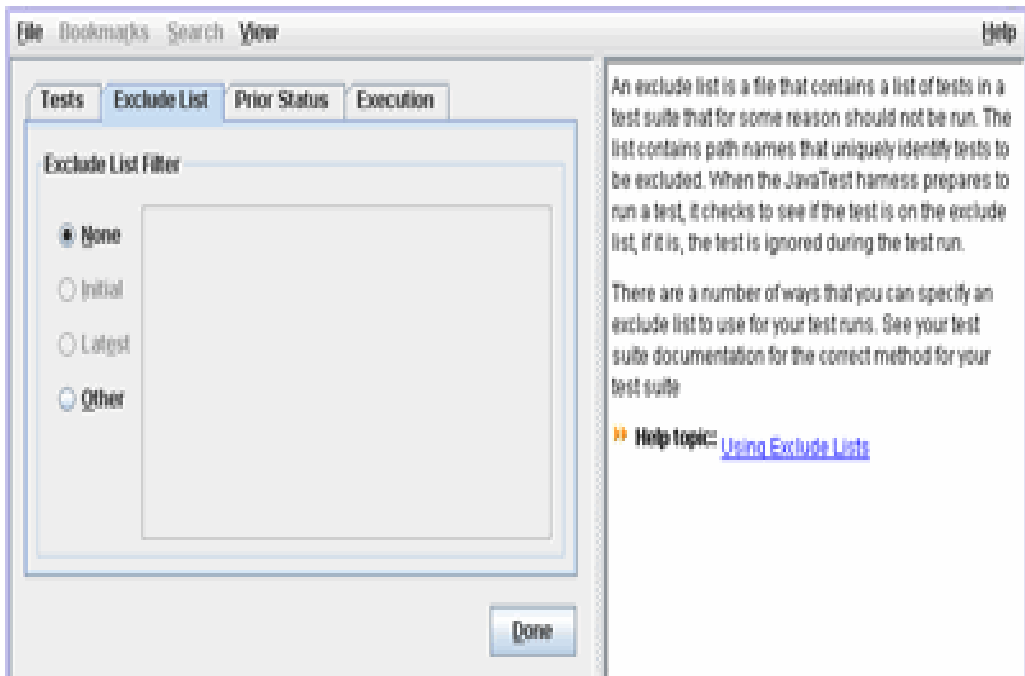 File Bookmarks Search View Help
Tests Exclude List Prior Status Execution
Exclude List Filter
None
Initial
Latest
Other
Done
An exclude list is a file that contains a list of tests in a
test suite that for some reason should not be run. The
list contains path names that uniquely identify tests to
be excluded. When the JavaTest harness prepares to
run a test, it checks to see if the test is on the exclude
list, if it is, the test is ignored during the test run.
There are a number of ways that you can specify an
exclude list to use for your test runs. See your test
suite documentation for the correct method for your
test suite
Help topic: Using Exclude Lists